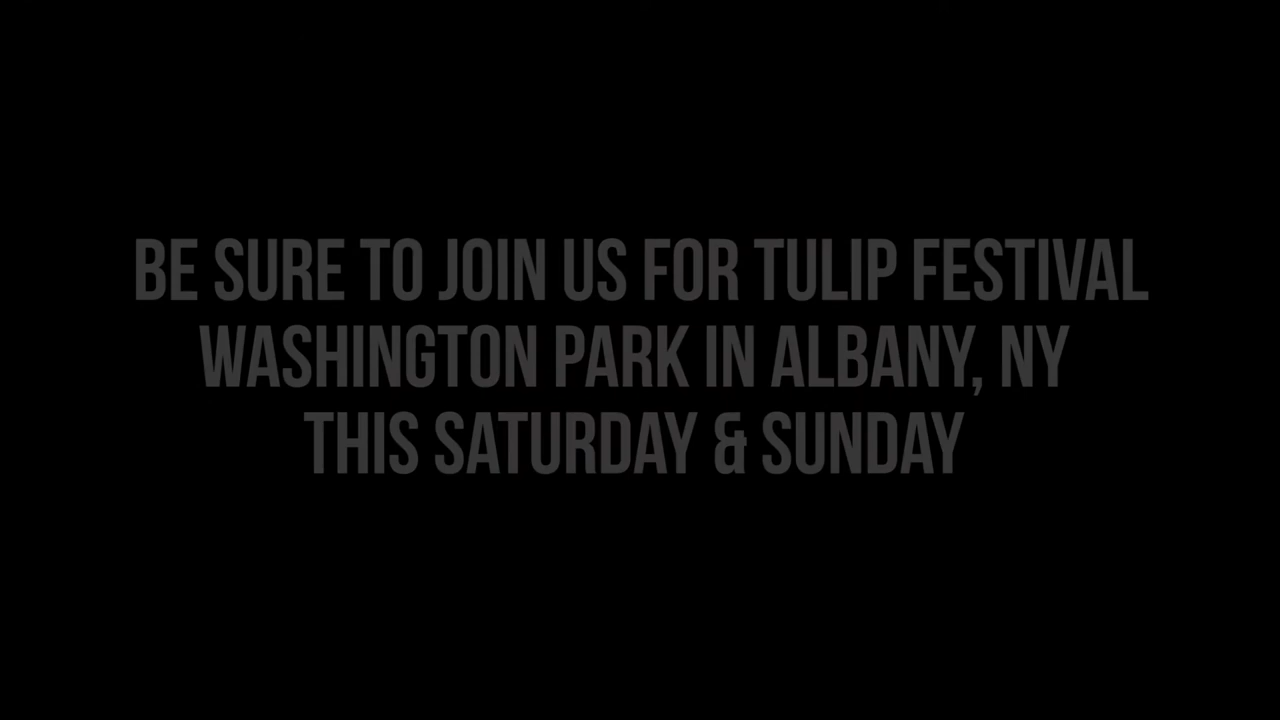 BE SURE TO JOIN US FOR TULIP FESTIVAL
WASHINGTON PARK IN ALBANY, NY
THIS SATURDAY & SUNDAY